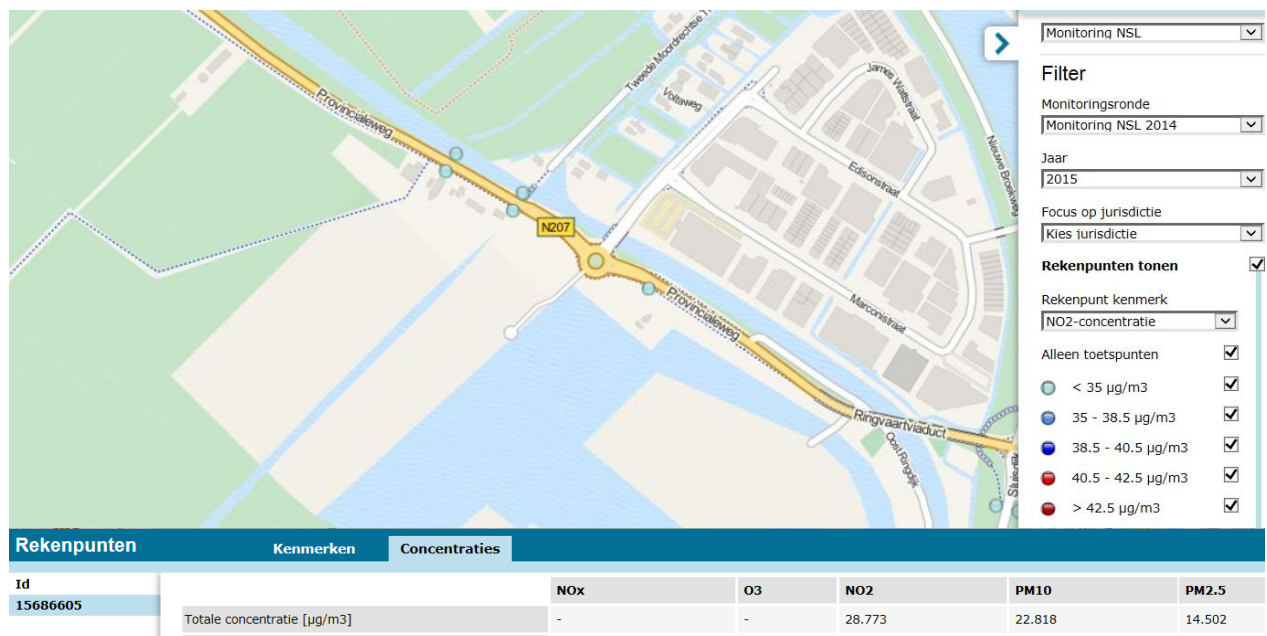 Tweede Moordrechtse T
Voltaweg
James Wattstraat
Provincialeweg
Edisonstraat
Nieuwe Broekweg
N207
Marconistraat
Provincialeweg
Ringvaartviaduct
Oost Ringdijk
Sluisdijk
Monitoring NSL
Filter
Monitoringsronde
Monitoring NSL 2014
Jaar
2015
Focus op jurisdictie
Kies jurisdictie
Rekenpunten tonen
Rekenpunt kenmerk
NO2-concentratie
Alleen toetspunten
< 35 µg/m3
35 - 38.5 µg/m3
38.5 - 40.5 µg/m3
40.5 - 42.5 µg/m3
> 42.5 µg/m3
Rekenpunten Kenmerken Concentraties
Id NOx O3 NO2 PM10 PM2.5
15686605
Totale concentratie [µg/m3] - - 28.773 22.818 14.502